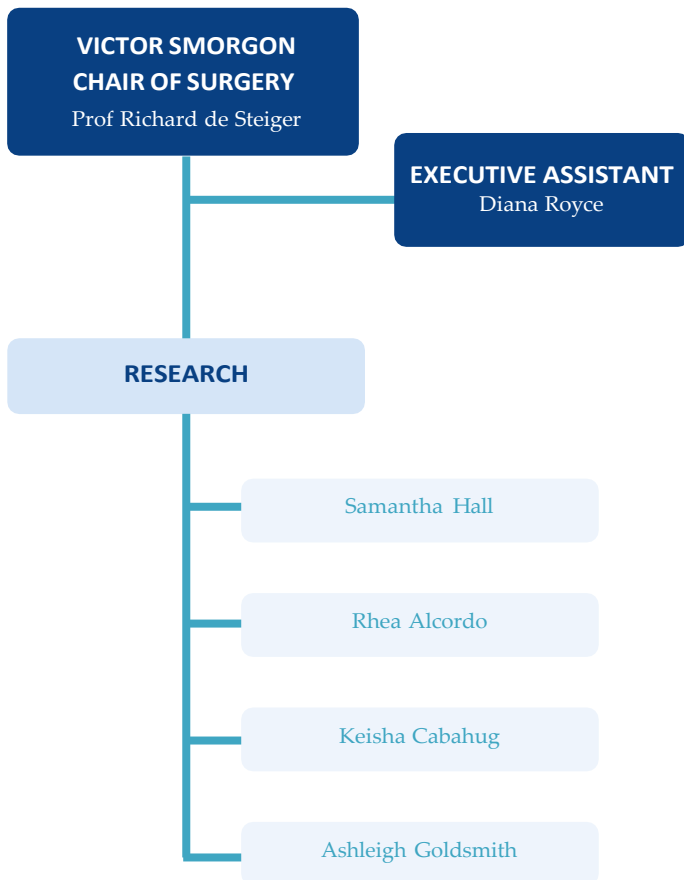 VICTOR SMORGON
CHAIR OF SURGERY
Prof Richard de Steiger
EXECUTIVE ASSISTANT
Diana Royce
RESEARCH
Samantha Hall
Rhea Alcordo
Keisha Cabahug
Ashleigh Goldsmith